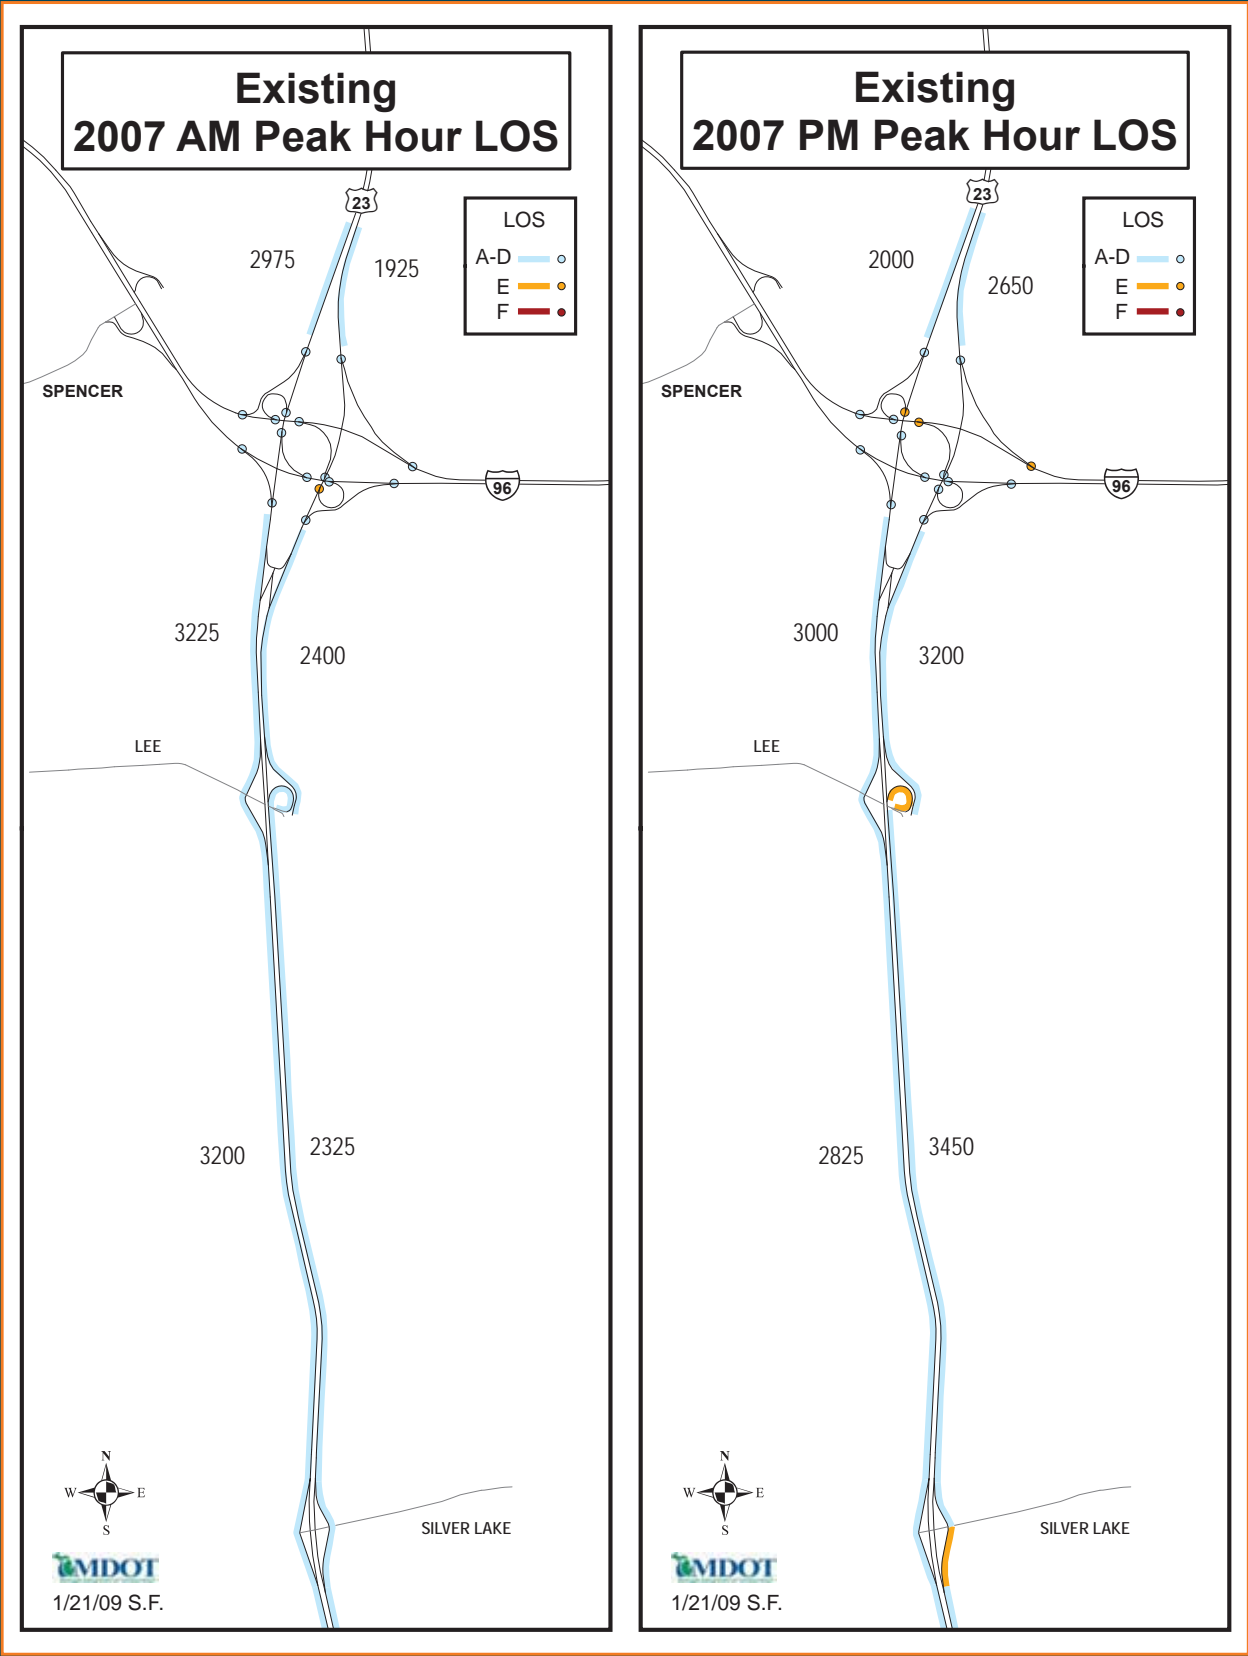 Existing
2007 AM Peak Hour LOS
23
LOS
A-D
E
F
2975
1925
SPENCER
96
3225
2400
LEE
3200
2325
N
W E
S
SILVER LAKE
MDOT
1/21/09 S.F.
Existing
2007 PM Peak Hour LOS
23
LOS
A-D
E
F
2000
2650
SPENCER
96
3000
3200
LEE
2825
3450
N
W E
S
SILVER LAKE
MDOT
1/21/09 S.F.